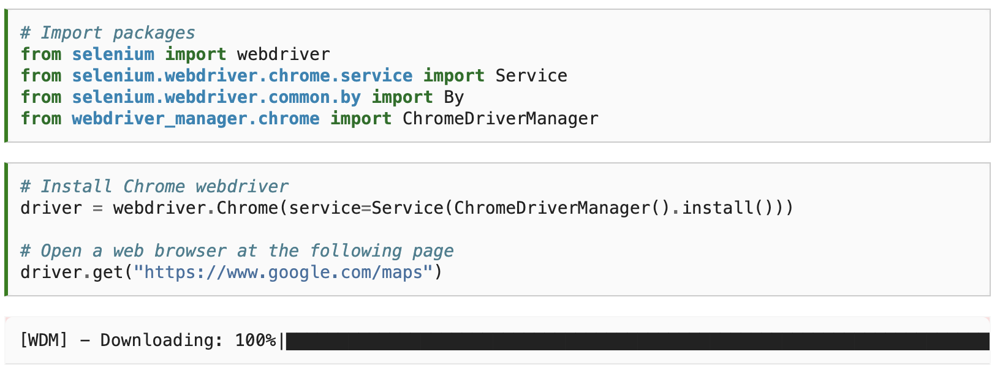 # Import packages
from selenium import webdriver
from selenium.webdriver.chrome.service import Service
from selenium.webdriver.common.by import By
from webdriver_manager.chrome import ChromeDriverManager
# Install Chrome webdriver
driver = webdriver.Chrome(service=Service(ChromeDriverManager().install()))
# Open a web browser at the following page
driver.get("https://www.google.com/maps")
[WDM] - Downloading: 100%|